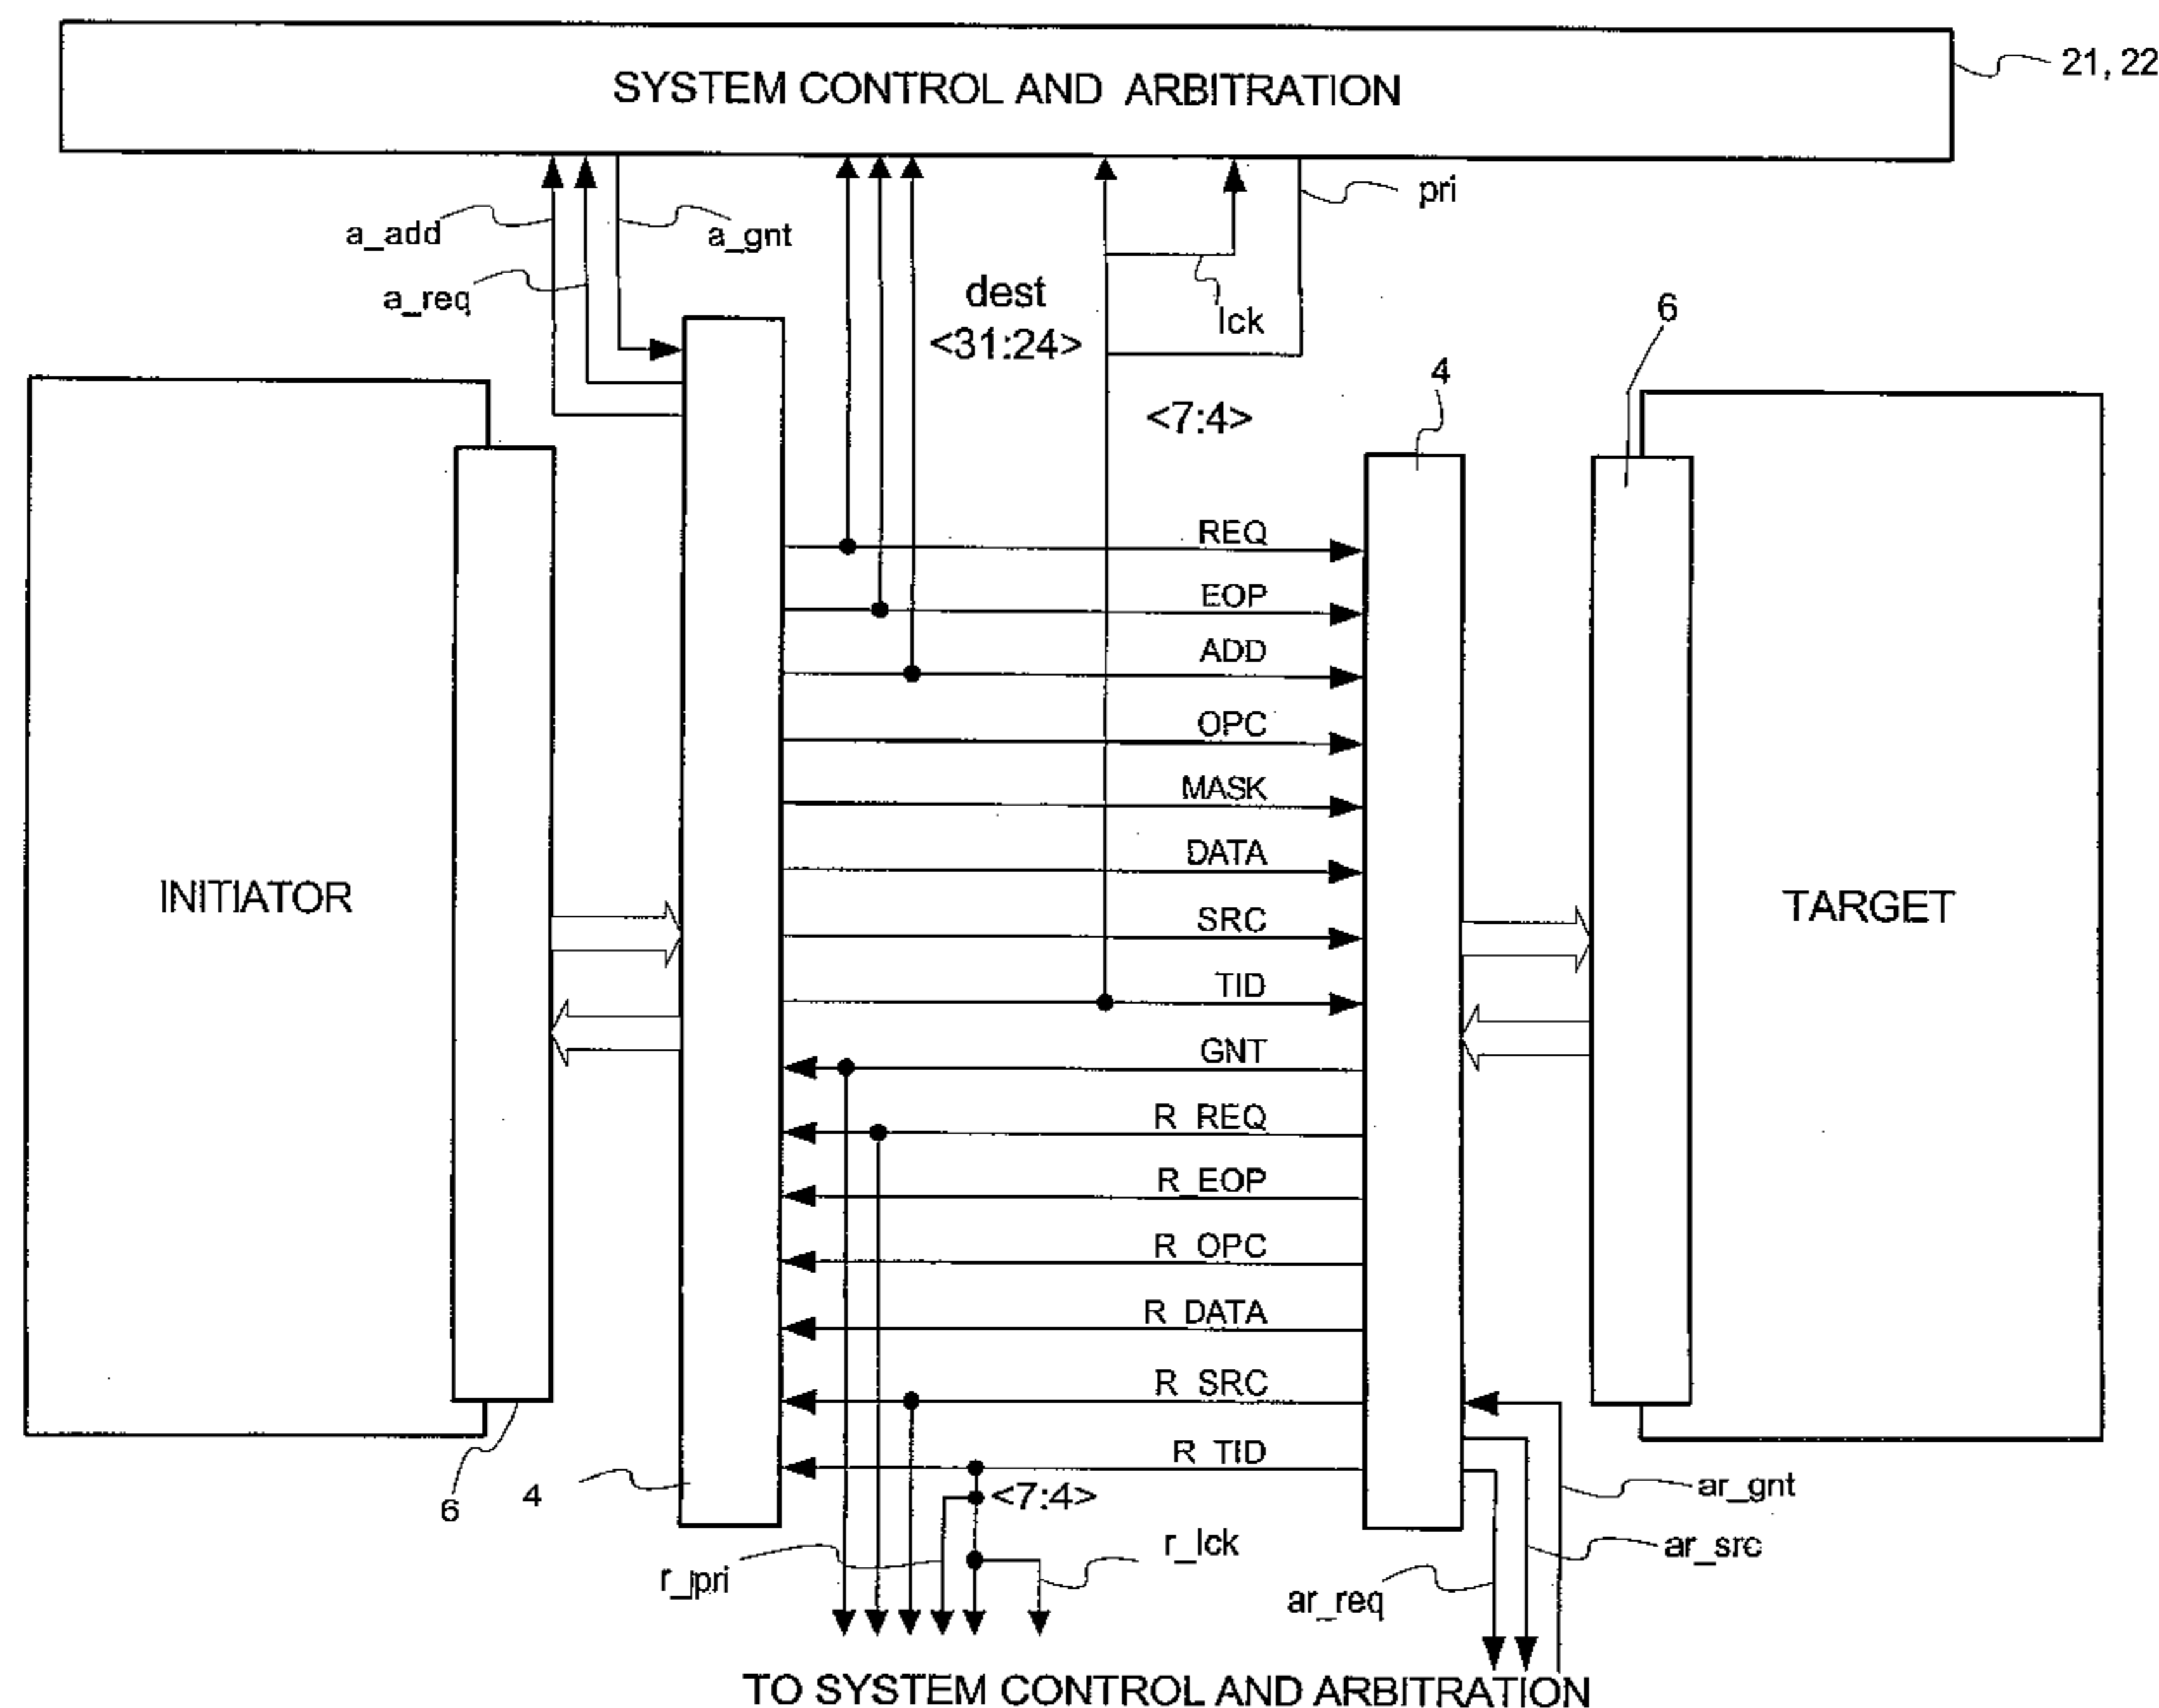 SYSTEM CONTROL AND ARBITRATION
21, 22
pri
a_add
a_gnt
a_req
dest
<31:24>
lck
6
4
<7:4>
REQ
EOP
ADD
OPC
MASK
DATA
INITIATOR
TARGET
SRC
TID
GNT
R_REQ
R_EOP
R_OPC
R_DATA
R_SRC
R_TID
6
4
<7:4>
ar_gnt
r_pri
r_lck
ar_src
ar_req
TO SYSTEM CONTROL AND ARBITRATION